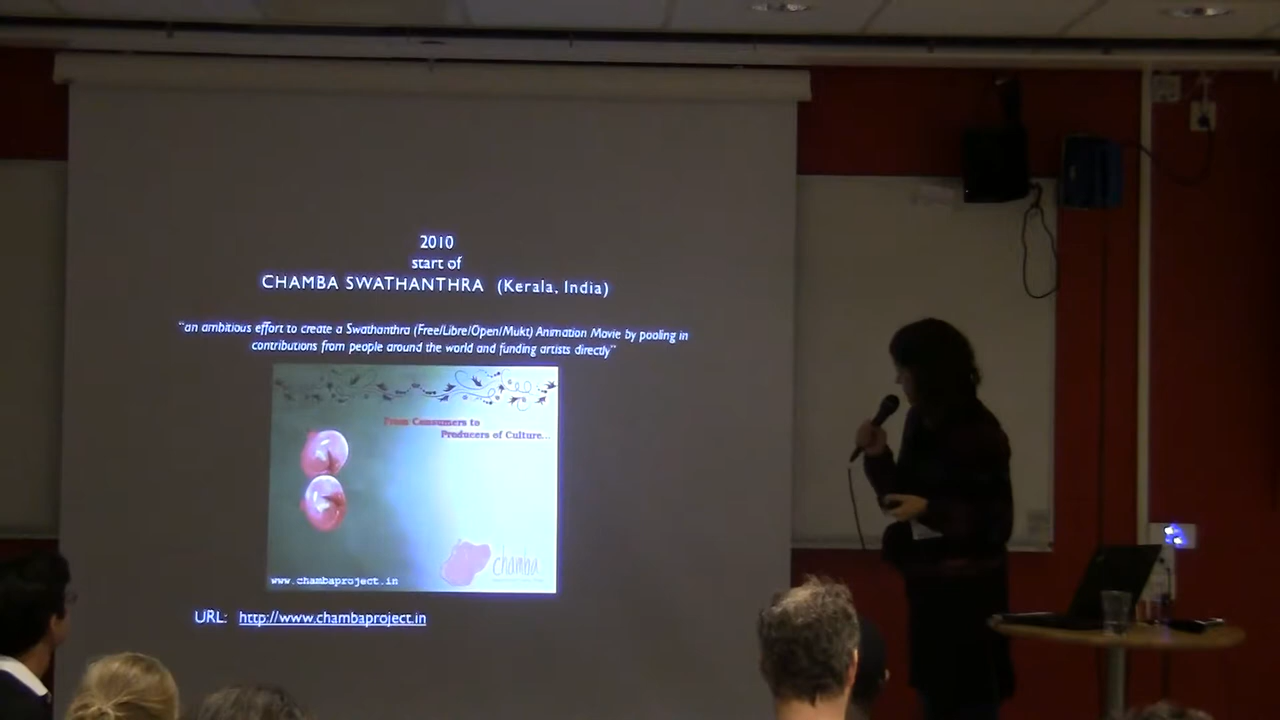 2010
start of
CHAMBA SWATHANTHRA (Kerala, India)
"an ambitious effort to create a Swathanthra (Free/Libre/Open/Mukt) Animation Movie by pooling in
contributions from people around the world and funding artists directly"
From Consumers to
Producers of Culture...
chamba
www.chambaproject.in
URL: http://www.chambaproject.in